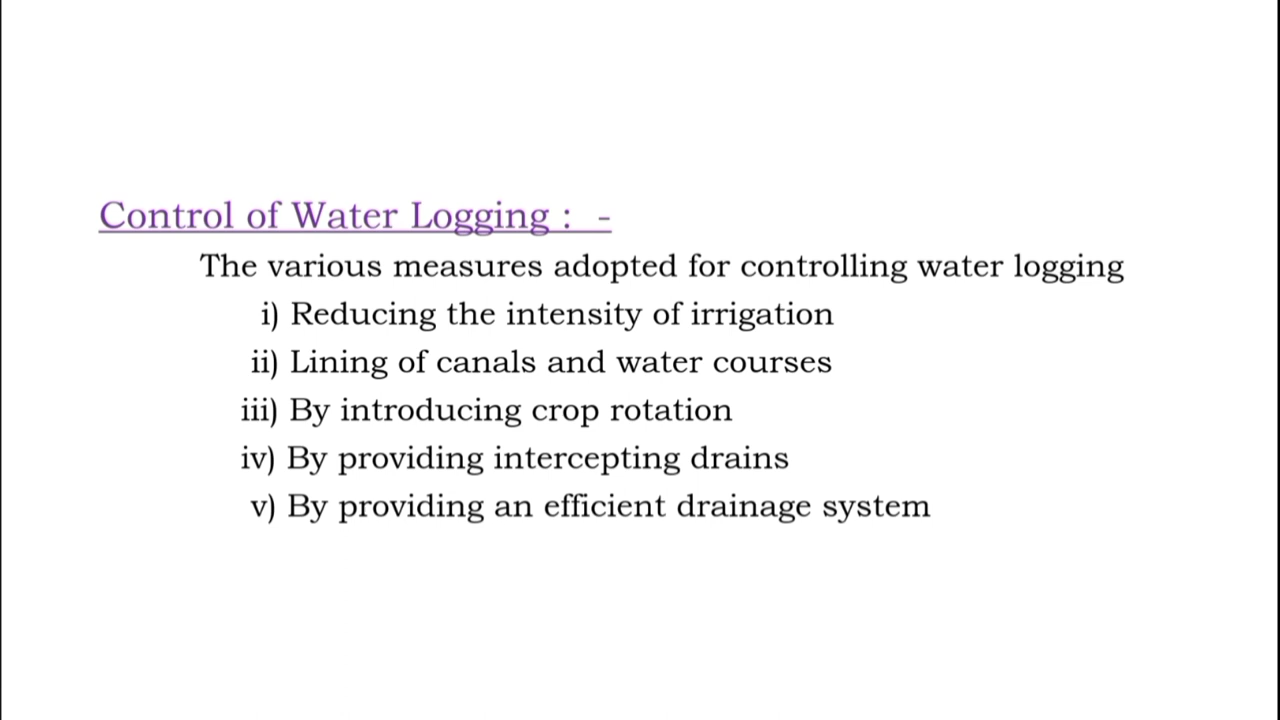 Control of Water Logging :  -
The various measures adopted for controlling water logging
i) Reducing the intensity of irrigation
ii) Lining of canals and water courses
iii) By introducing crop rotation
iv) By providing intercepting drains
v) By providing an efficient drainage system